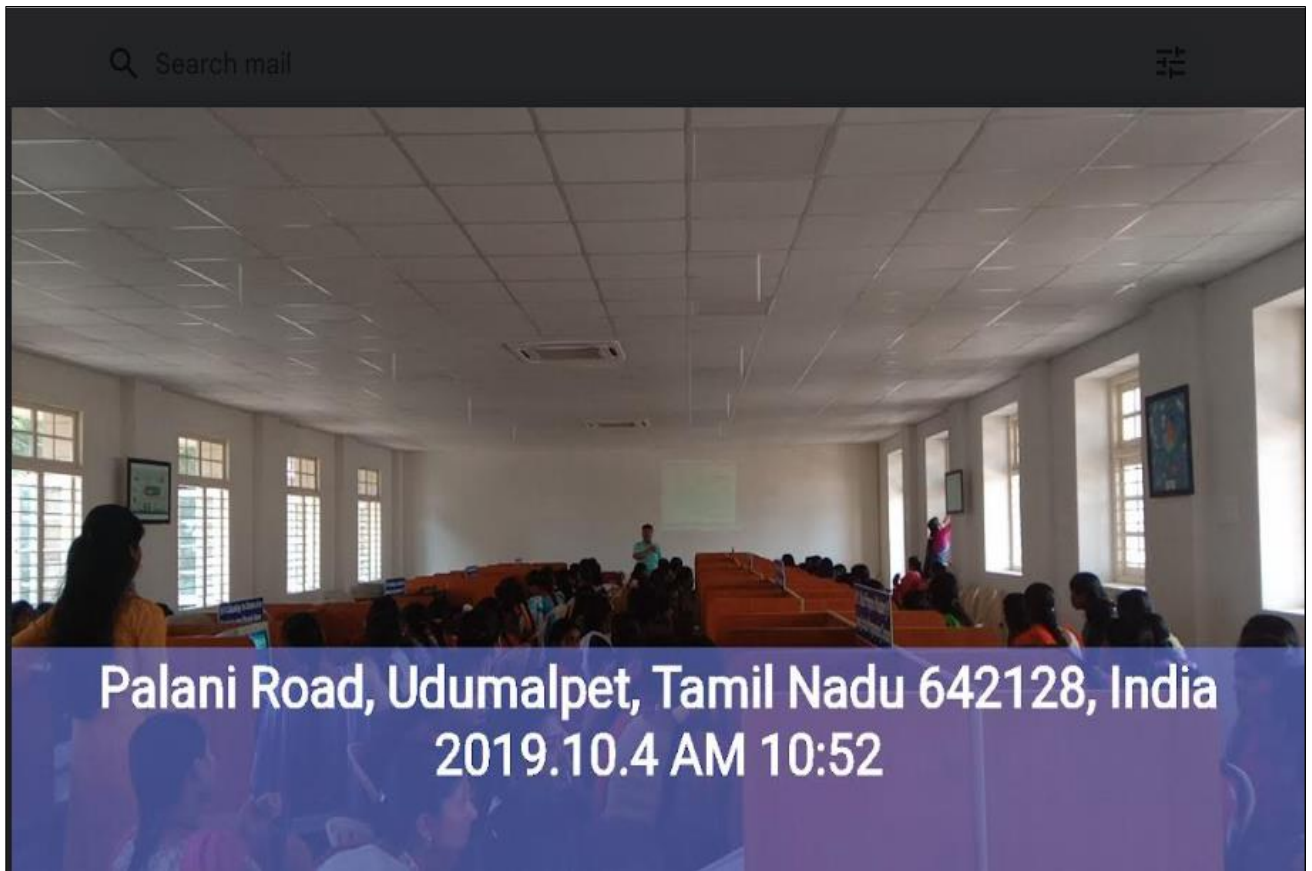 Search mail
Palani Road, Udumalpet, Tamil Nadu 642128, India
2019.10.4 AM 10:52